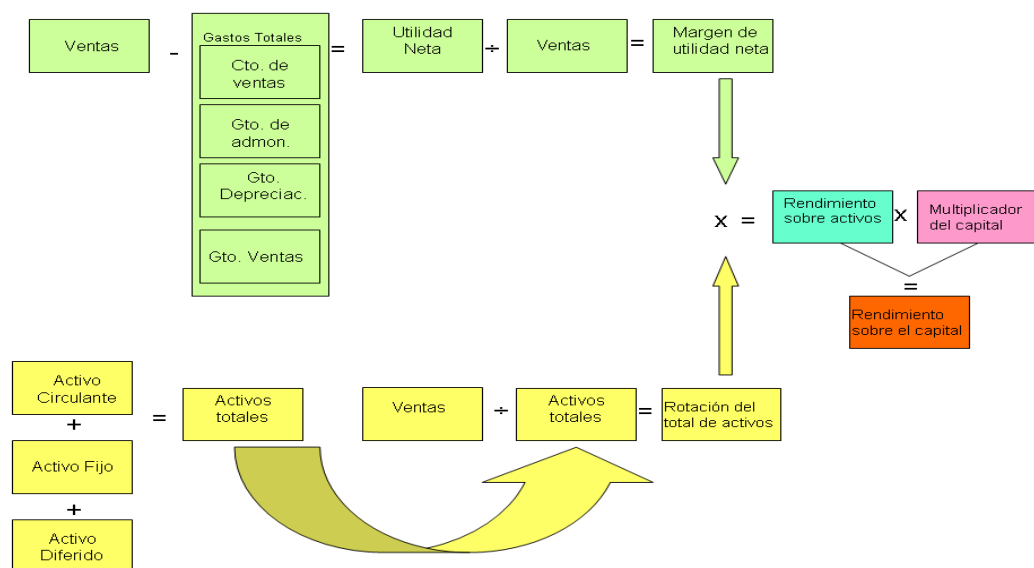 Ventas
-
Gastos Totales
Cto. de
ventas
Gto. de
admon.
Gto.
Depreciac.
Gto. Ventas
=
Utilidad
Neta
÷
Ventas
=
Margen de
utilidad neta
X =
Rendimiento
sobre activos
X
Multiplicador
del capital
=
Rendimiento
sobre el capital
Activo
Circulante
+
Activo Fijo
+
Activo
Diferido
=
Activos
totales
Ventas
÷
Activos
totales
=
Rotación del
total de activos